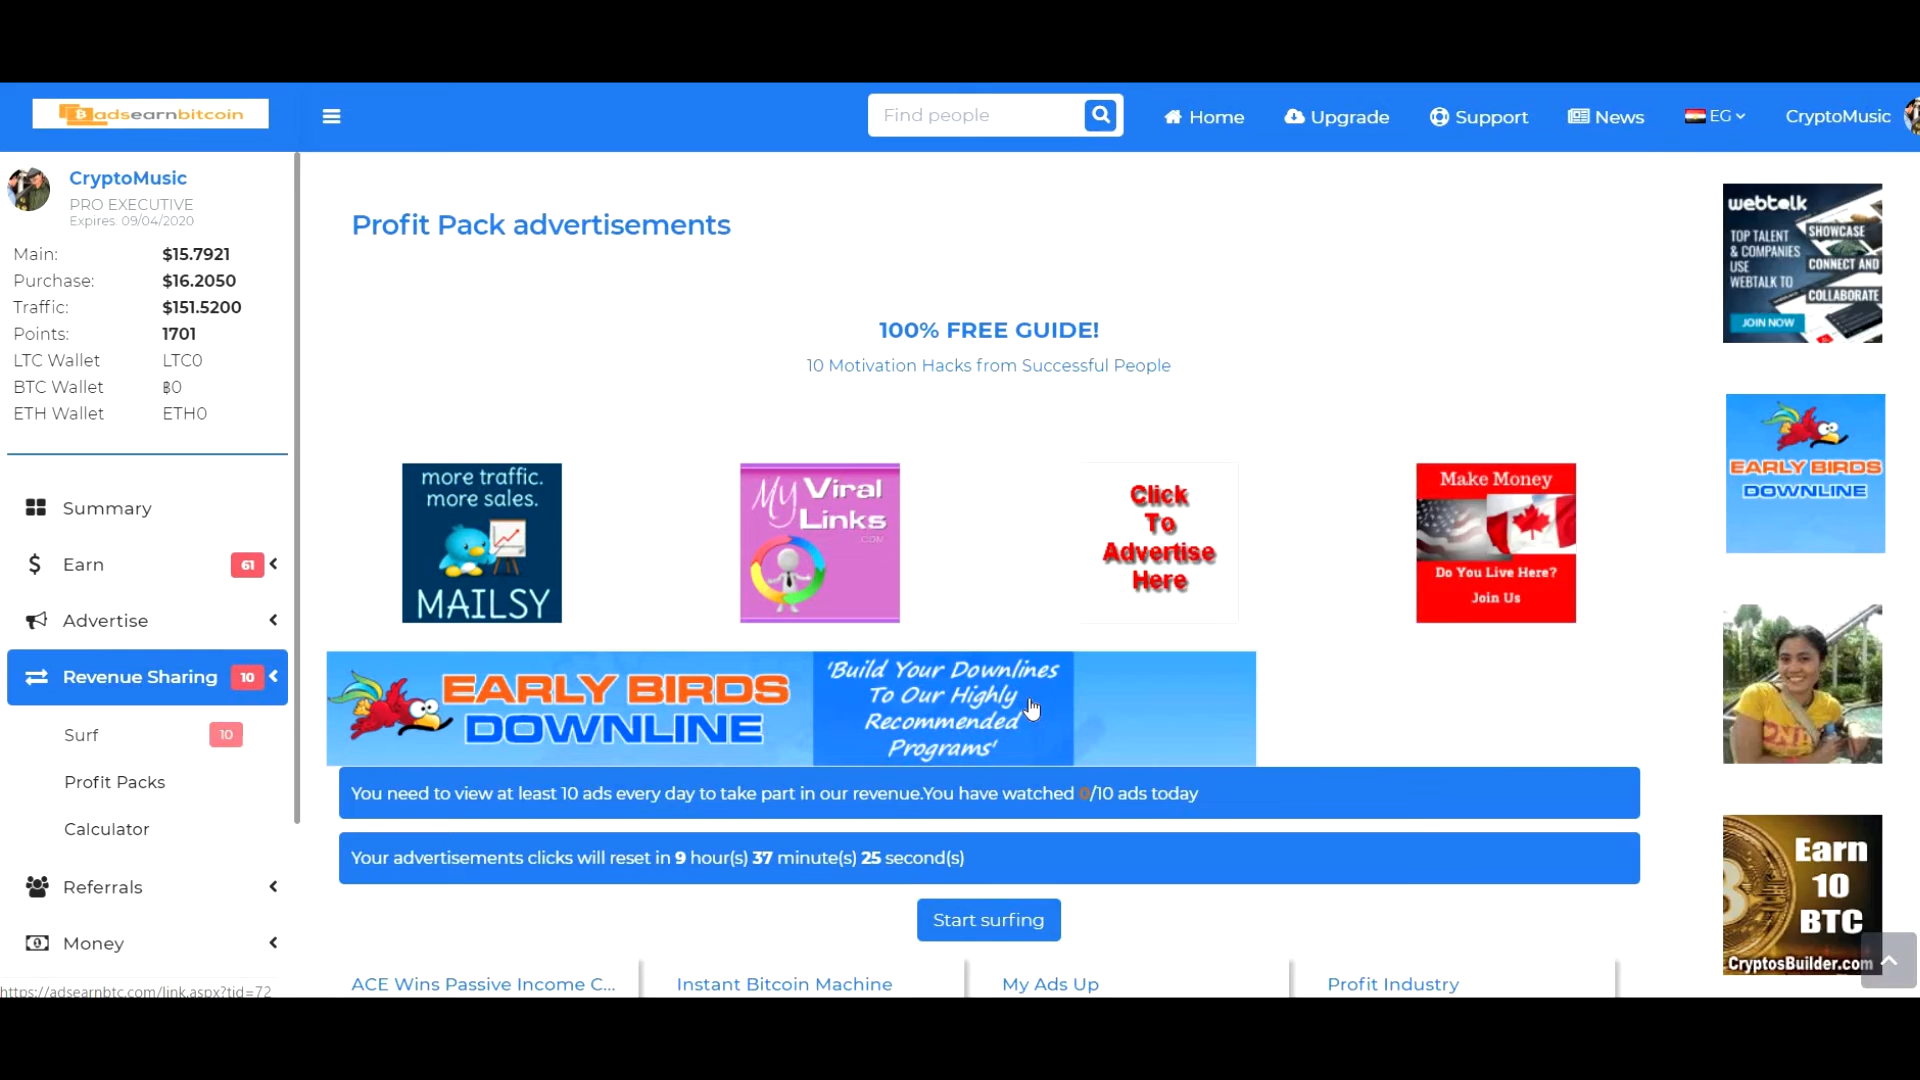 adsearnbitcoin
Find people
Home
Upgrade
Support
News
EG
CryptoMusic
CryptoMusic
PRO EXECUTIVE
Expires: 09/04/2020
Main: $15.7921
Purchase: $16.2050
Traffic: $151.5200
Points: 1701
LTC Wallet LTC0
BTC Wallet ฿0
ETH Wallet ETH0
Summary
Earn 61
Advertise
Revenue Sharing 10
Surf 10
Profit Packs
Calculator
Referrals
Money
https://adsearnbtc.com/link.aspx?tid=72
Profit Pack advertisements
100% FREE GUIDE!
10 Motivation Hacks from Successful People
more traffic.
more sales.
MAILSY
My Viral
Links
.COM
Click
To
Advertise
Here
Make Money
Do You Live Here?
Join Us
EARLY BIRDS
DOWNLINE
'Build Your Downlines
To Our Highly
Recommended
Programs'
You need to view at least 10 ads every day to take part in our revenue.You have watched 0/10 ads today
Your advertisements clicks will reset in 9 hour(s) 37 minute(s) 25 second(s)
Start surfing
ACE Wins Passive Income C...
Instant Bitcoin Machine
My Ads Up
Profit Industry
webtalk
TOP TALENT
& COMPANIES
USE
WEBTALK TO
SHOWCASE
CONNECT AND
COLLABORATE
JOIN NOW
EARLY BIRDS
DOWNLINE
Earn
10
BTC
CryptosBuilder.com